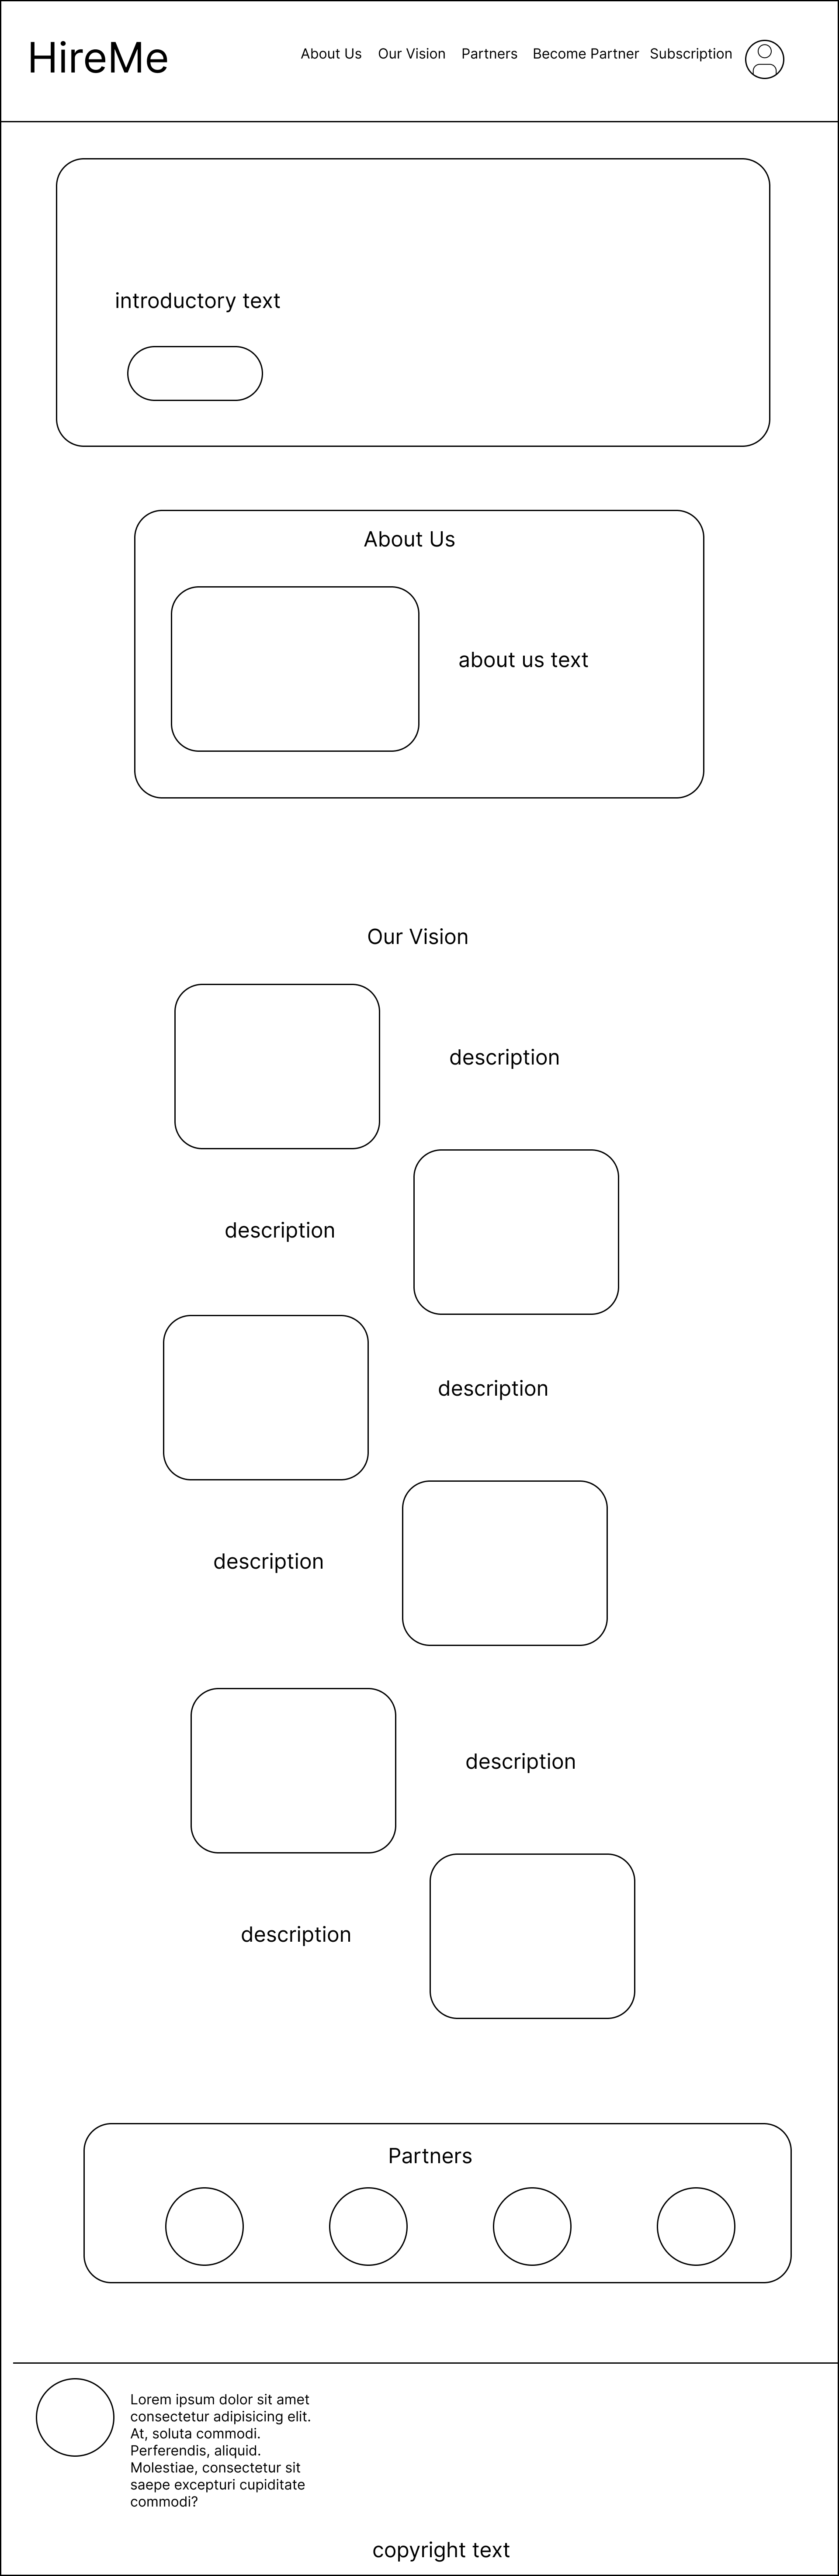 HireMe
About Us
Our Vision
Partners
Become Partner
Subscription
introductory text
About Us
about us text
Our Vision
description
description
description
description
description
description
Partners
Lorem ipsum dolor sit amet
consectetur adipisicing elit.
At, soluta commodi.
Perferendis, aliquid.
Molestiae, consectetur sit
saepe excepturi cupiditate
commodi?
copyright text